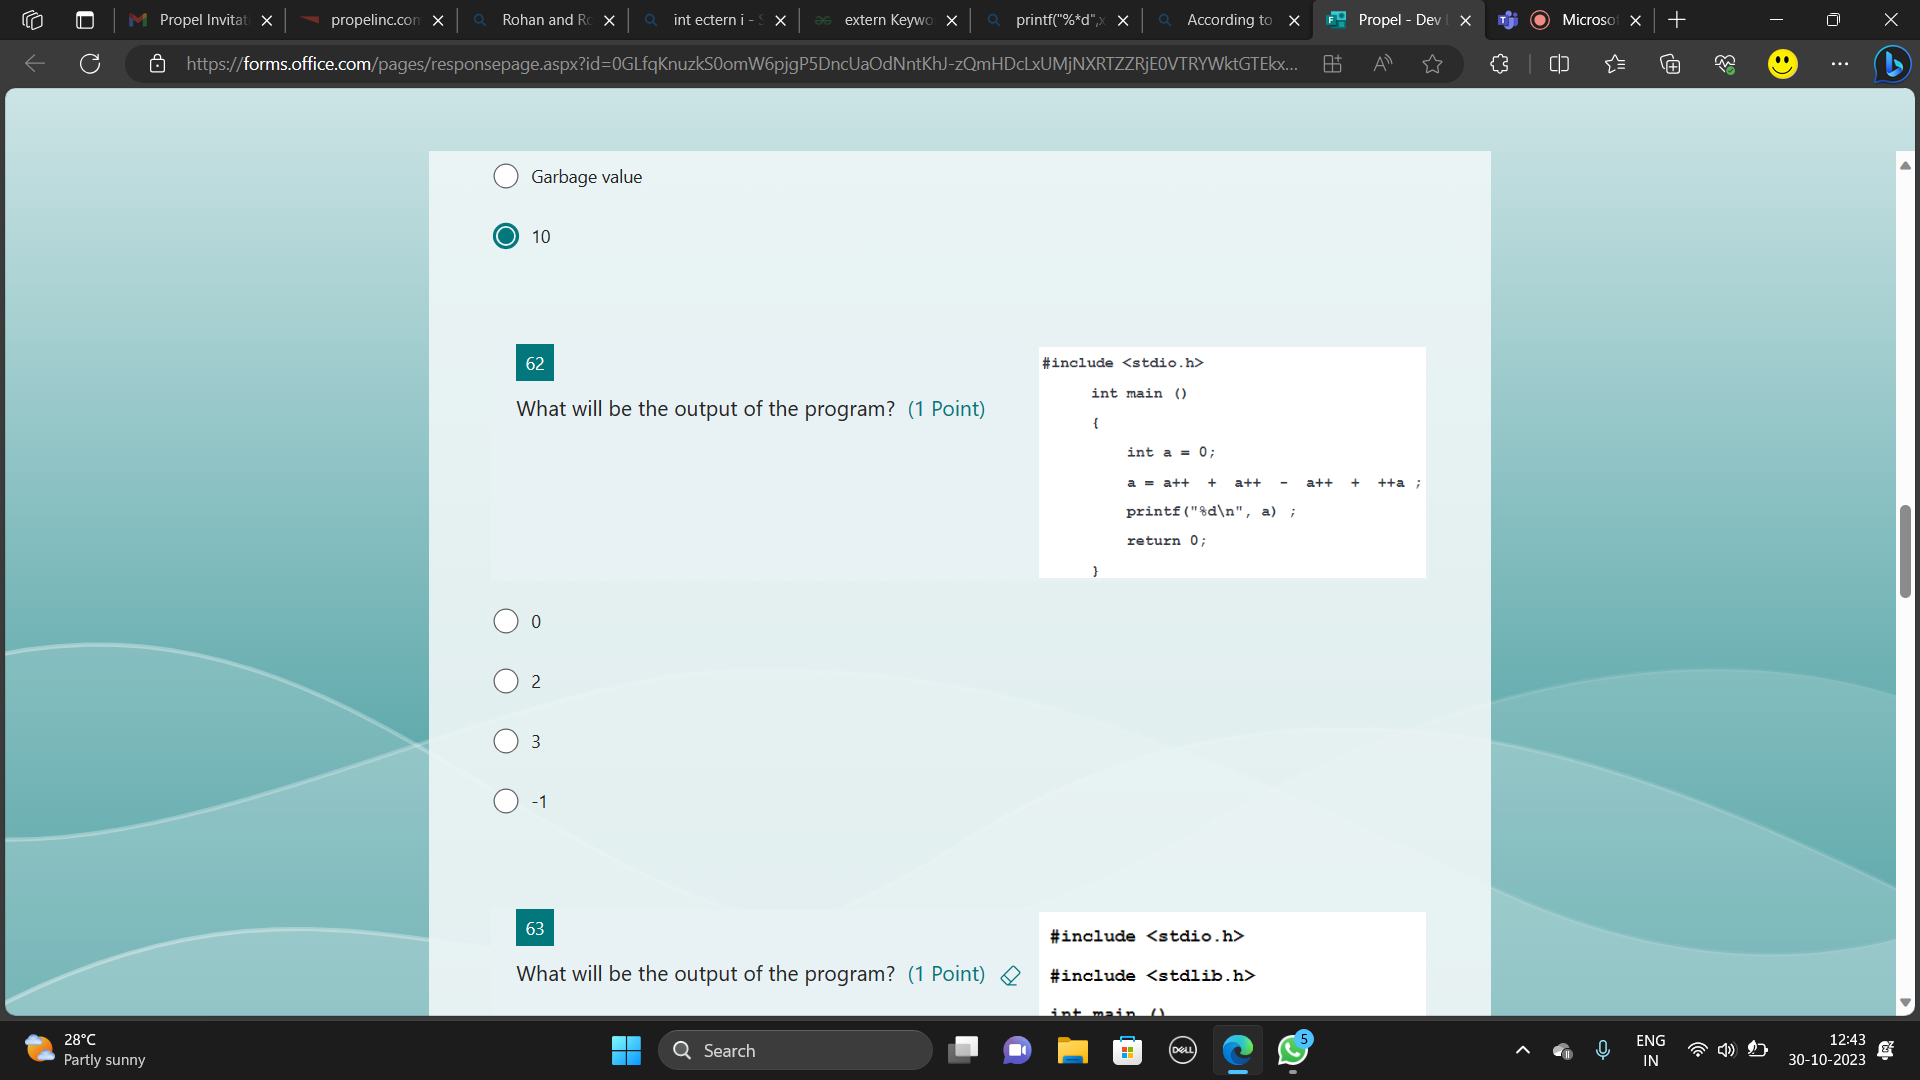 Propel Invitat
propelinc.com
Rohan and Ro
int ectern i - S
extern Keywo
printf("%*d",x
According to
Propel - Dev
Microsof
https://forms.office.com/pages/responsepage.aspx?id=0GLfqKnuzkS0omW6pjgP5DncUaOdNntKhJ-zQmHDcLxUMjNXRTZZRjE0VTRYWktGTEkx...
Garbage value
10
62
What will be the output of the program? (1 Point)
#include <stdio.h>
int main ()
{
int a = 0;
a = a++ + a++ - a++ + ++a ;
printf("%d\n", a) ;
return 0;
}
0
2
3
-1
63
What will be the output of the program? (1 Point)
#include <stdio.h>
#include <stdlib.h>
int main ()
28°C
Partly sunny
Search
DELL
5
ENG
IN
12:43
30-10-2023